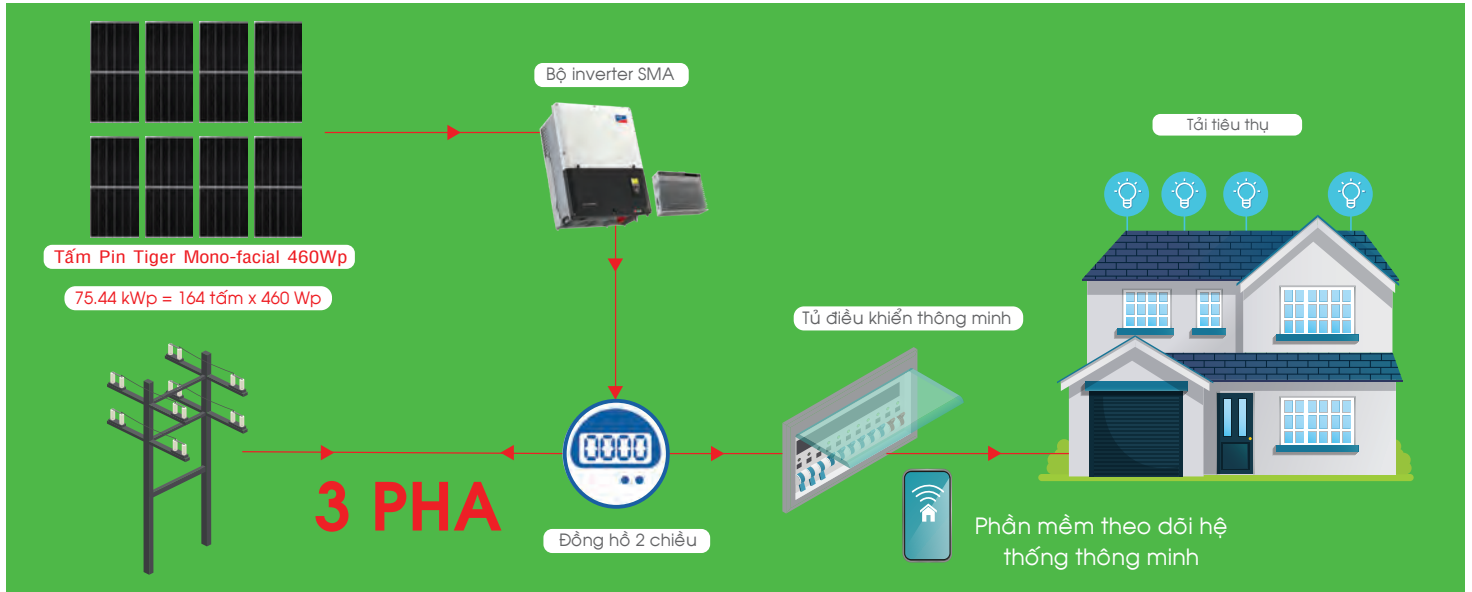 Bộ inverter SMA
Tải tiêu thụ
Tấm Pin Tiger Mono-facial 460Wp
75.44 kWp = 164 tấm x 460 Wp
Tủ điều khiển thông minh
0000
3 PHA
Đồng hồ 2 chiều
Phần mềm theo dõi hệ
thống thông minh